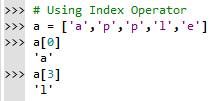 >>> # Using Index Operator
>>> a = ['a','p','p','l','e']
>>> a[0]
'a'
>>> a[3]
'l'